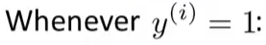 Whenever $y^{(i)} = 1$: